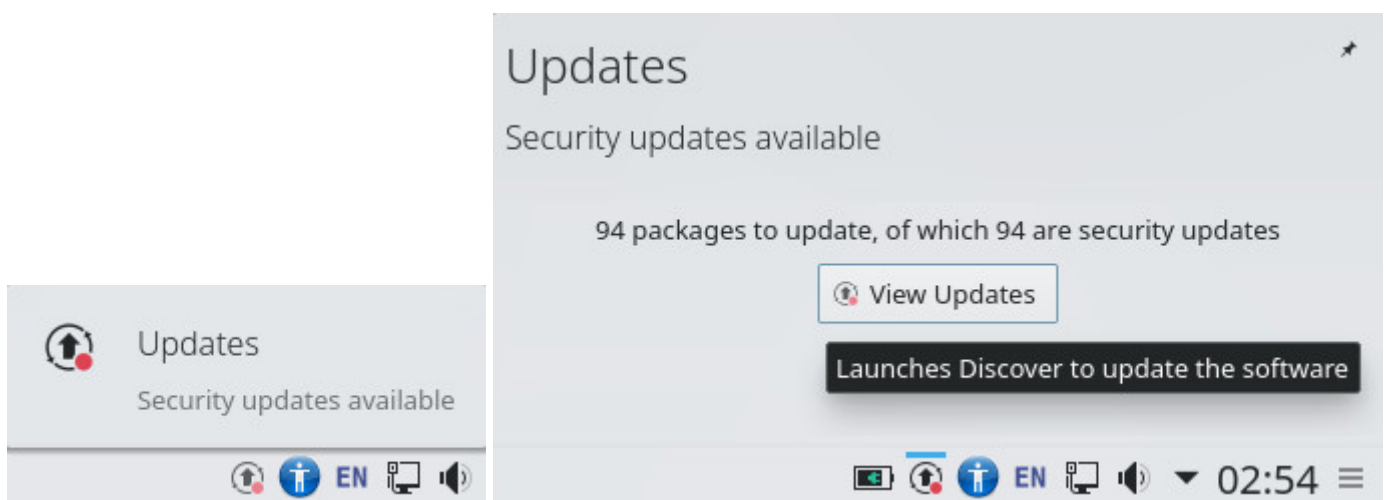 Updates
Security updates available
EN
Updates
Security updates available
94 packages to update, of which 94 are security updates
View Updates
Launches Discover to update the software
EN 02:54